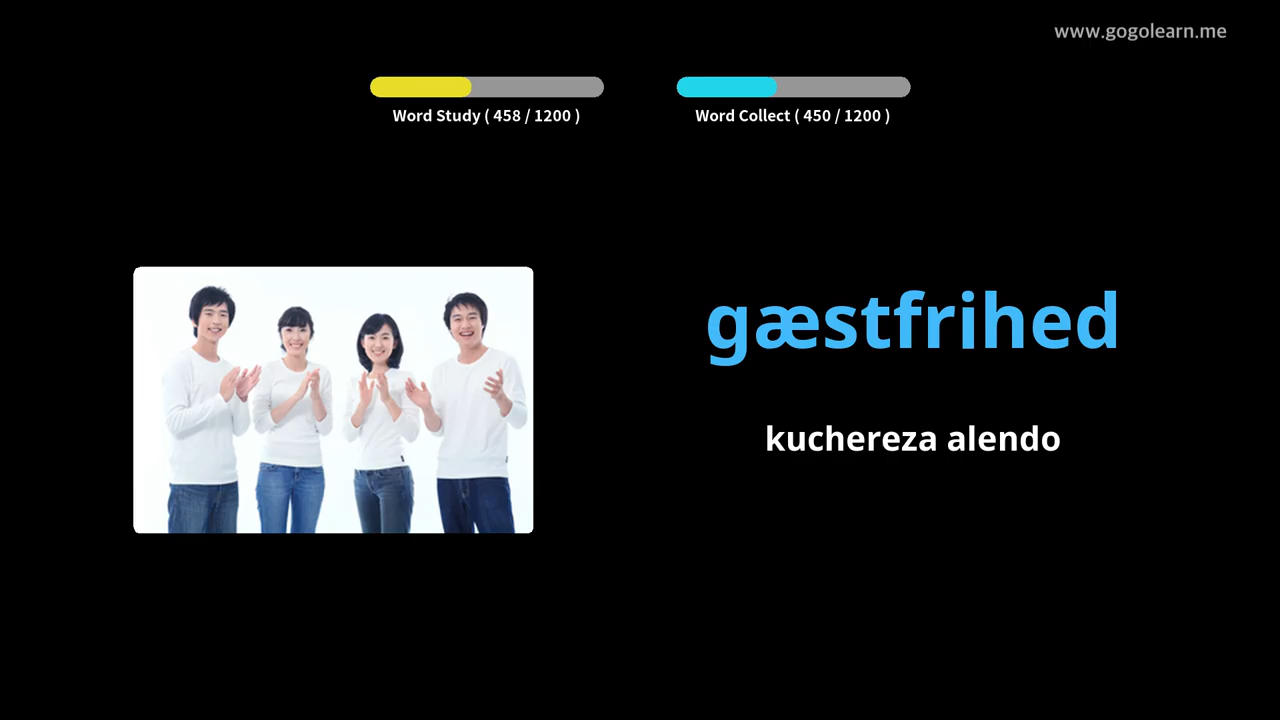 www.gogolearn.me
Word Study ( 458 / 1200 )
Word Collect ( 450 / 1200 )
gæstfrihed
kuchereza alendo